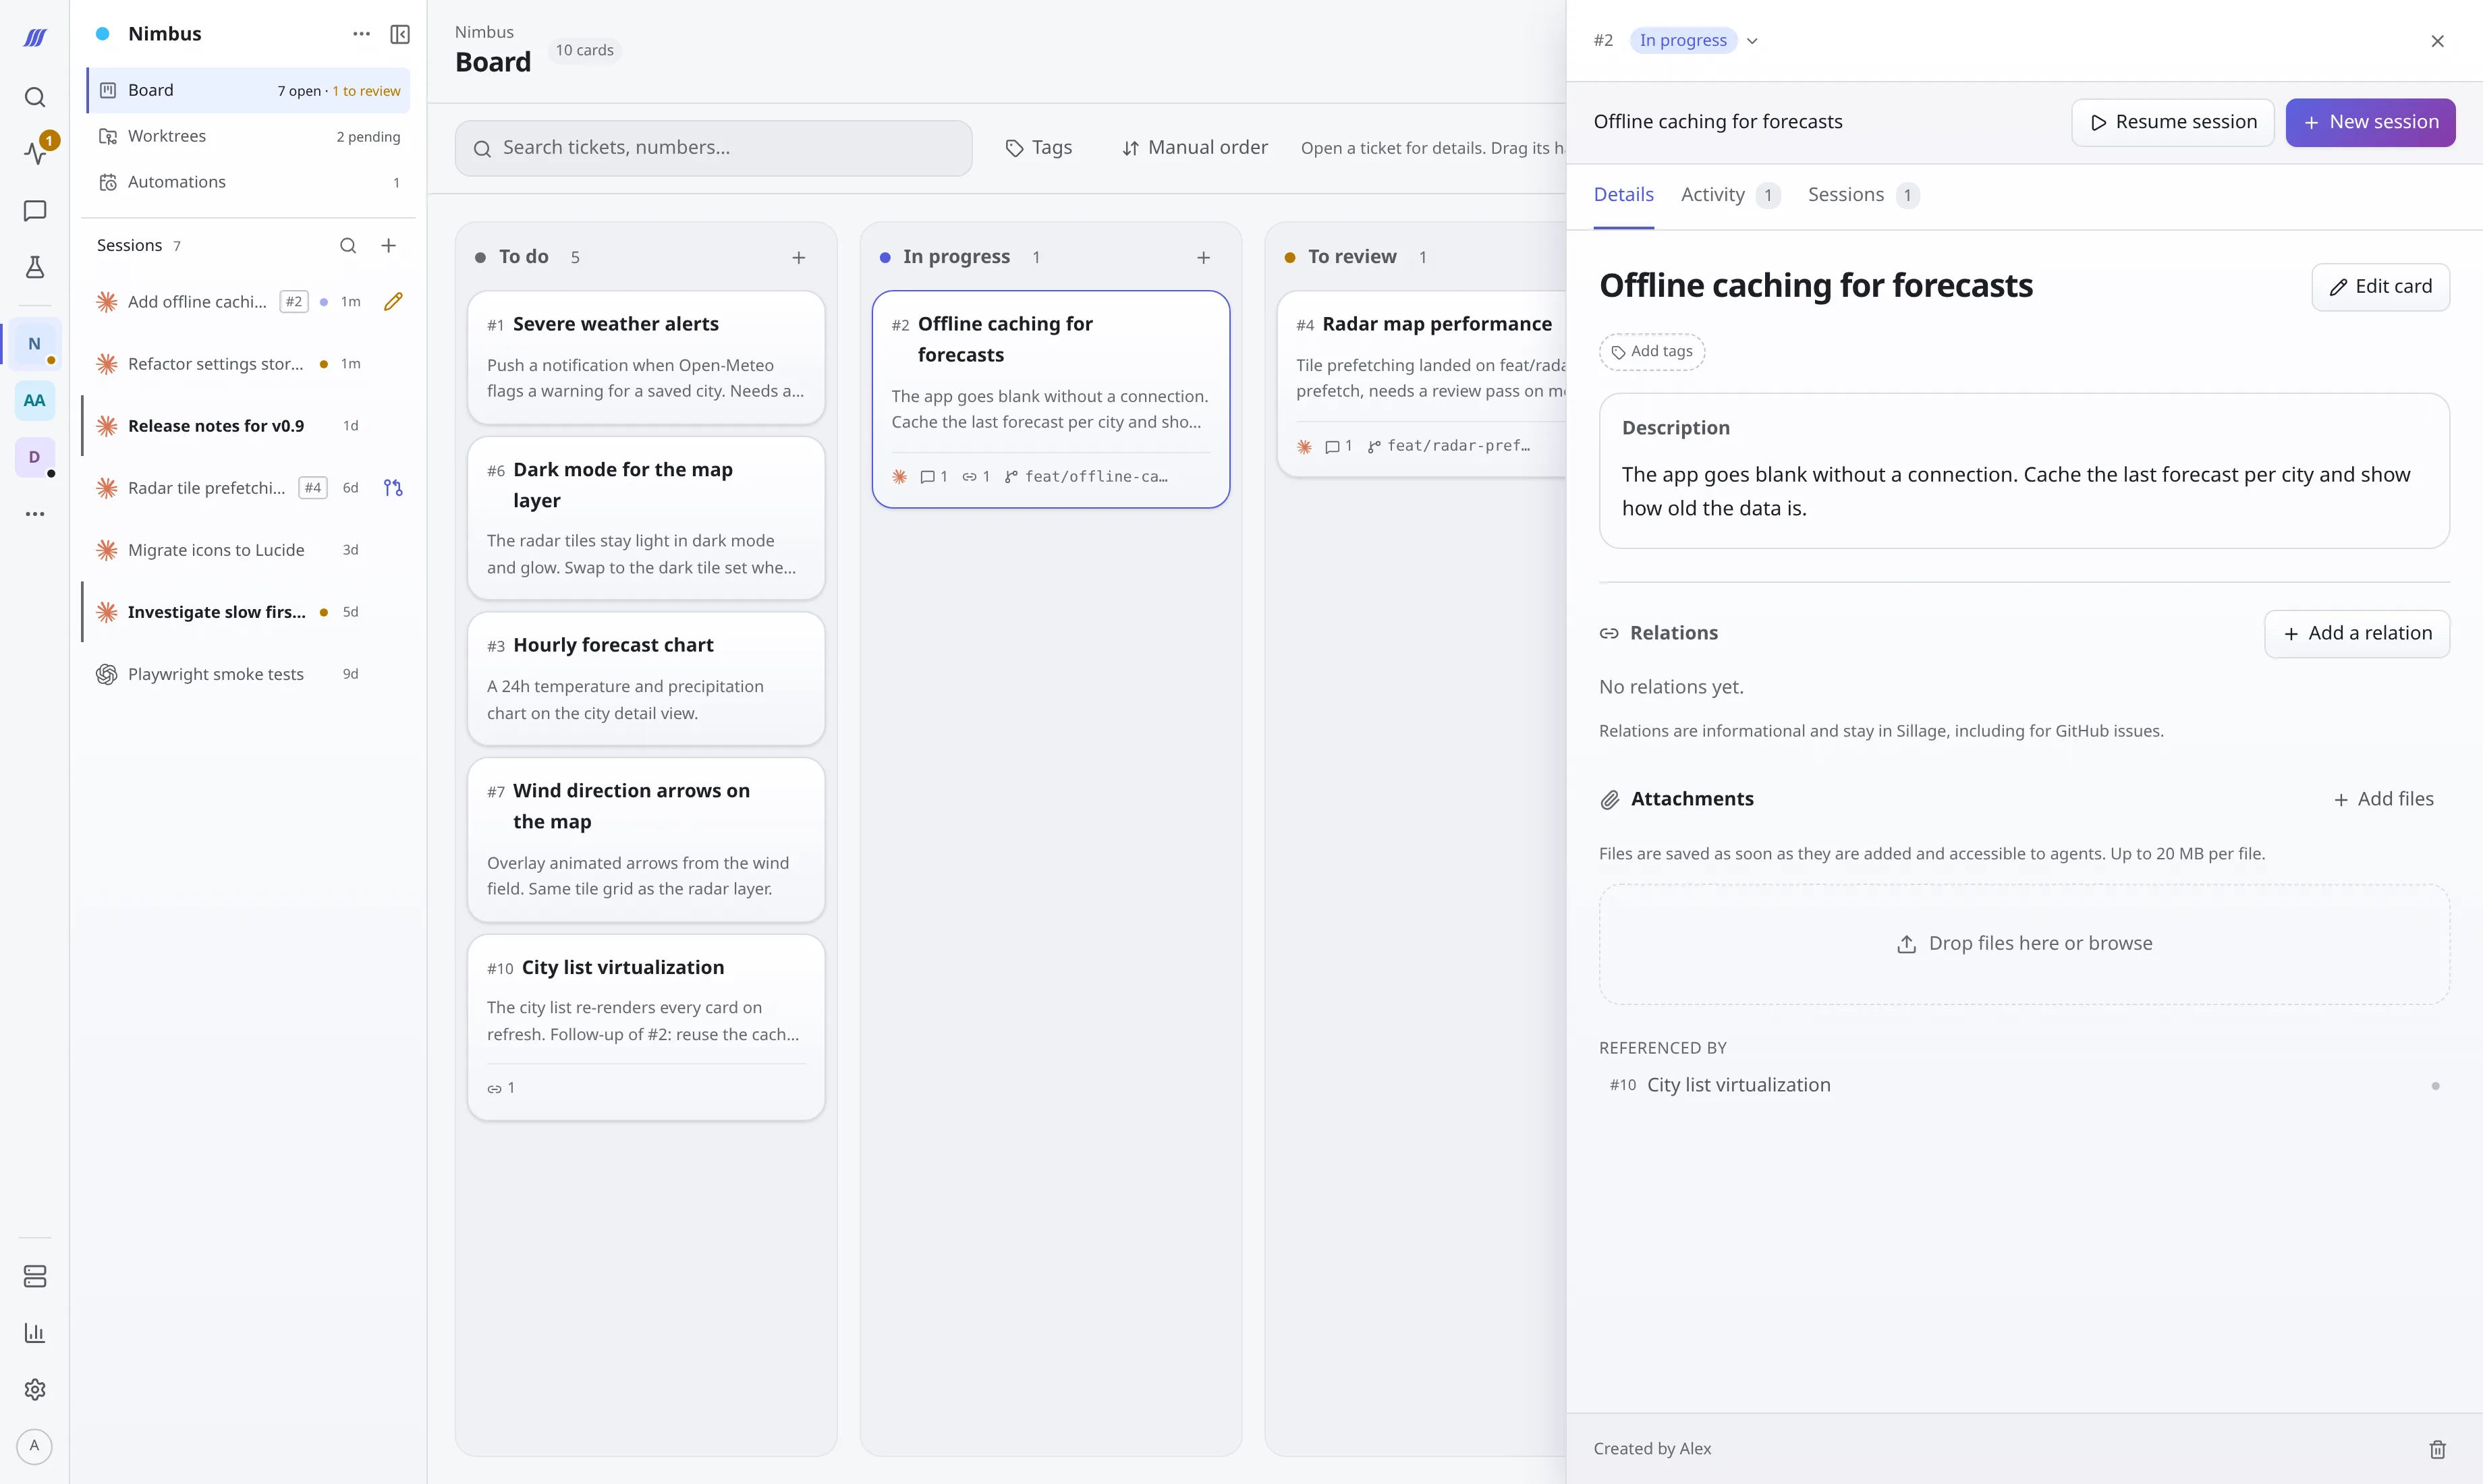 1
N
AA
D
A
Nimbus
Board 7 open · 1 to review
Worktrees 2 pending
Automations 1
Sessions 7
Add offline cachi... #2 1m
Refactor settings stor... 1m
Release notes for v0.9 1d
Radar tile prefetchi... #4 6d
Migrate icons to Lucide 3d
Investigate slow firs... 5d
Playwright smoke tests 9d
Nimbus
Board 10 cards
Search tickets, numbers...
Tags
Manual order
Open a ticket for details. Drag its h
To do 5
#1 Severe weather alerts
Push a notification when Open-Meteo
flags a warning for a saved city. Needs a...
#6 Dark mode for the map
layer
The radar tiles stay light in dark mode
and glow. Swap to the dark tile set whe...
#3 Hourly forecast chart
A 24h temperature and precipitation
chart on the city detail view.
#7 Wind direction arrows on
the map
Overlay animated arrows from the wind
field. Same tile grid as the radar layer.
#10 City list virtualization
The city list re-renders every card on
refresh. Follow-up of #2: reuse the cach...
1
In progress 1
#2 Offline caching for
forecasts
The app goes blank without a connection.
Cache the last forecast per city and sho...
1 1 feat/offline-ca...
To review 1
#4 Radar map performance
Tile prefetching landed on feat/rada
prefetch, needs a review pass on m
1 feat/radar-pref...
#2 In progress
Offline caching for forecasts
Resume session
New session
Details
Activity 1
Sessions 1
Offline caching for forecasts
Edit card
Add tags
Description
The app goes blank without a connection. Cache the last forecast per city and show
how old the data is.
Relations
Add a relation
No relations yet.
Relations are informational and stay in Sillage, including for GitHub issues.
Attachments
Add files
Files are saved as soon as they are added and accessible to agents. Up to 20 MB per file.
Drop files here or browse
REFERENCED BY
#10 City list virtualization
Created by Alex